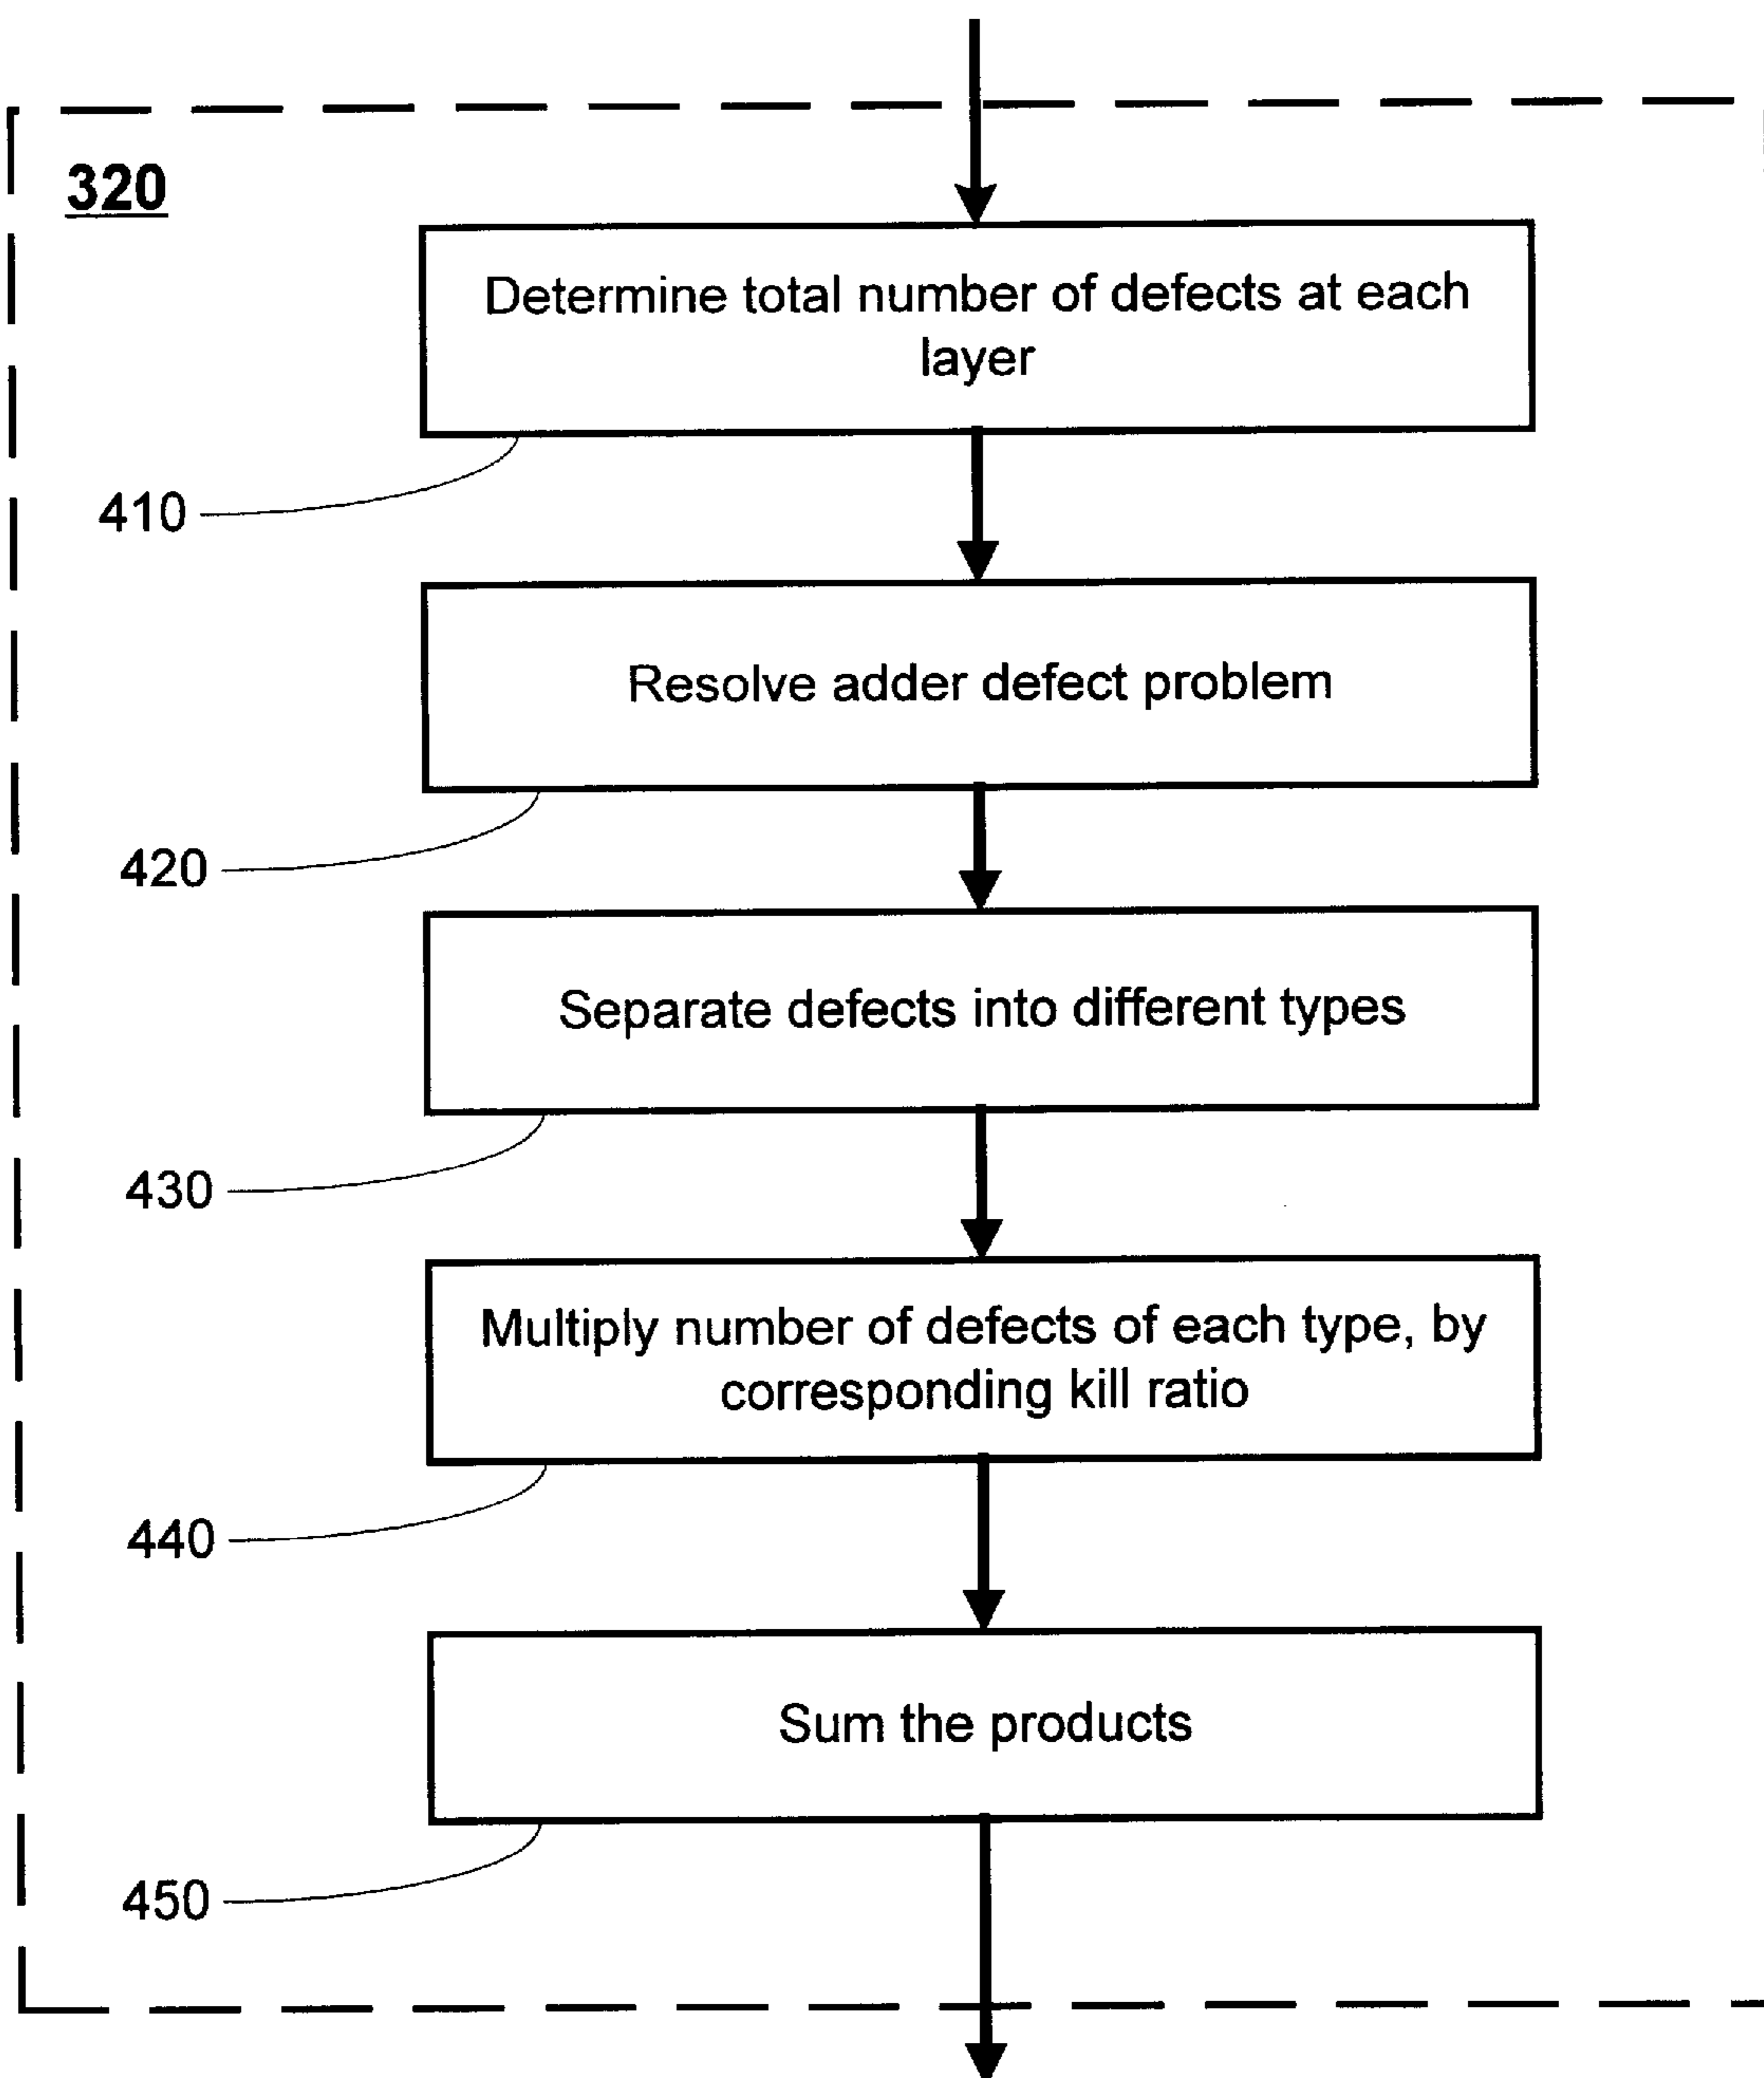 320
Determine total number of defects at each
layer
410
Resolve adder defect problem
420
Separate defects into different types
430
Multiply number of defects of each type, by
corresponding kill ratio
440
Sum the products
450